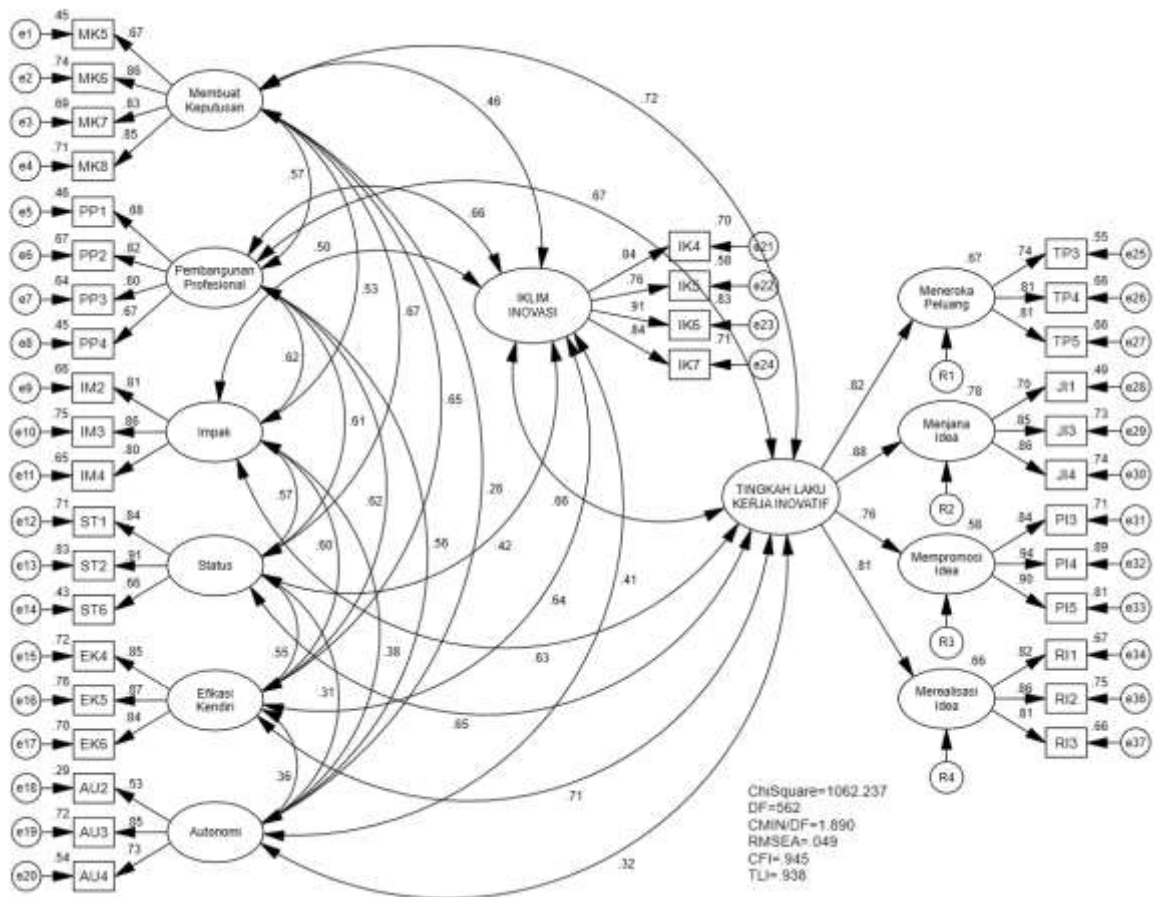 .45
e1 MK5 .67
.74
e2 MK6 .86
.69
e3 MK7 .83
.71
e4 MK8 .85
Membuat
Keputusan
.46
e5 PP1 .68
.67
e6 PP2 .82
.64
e7 PP3 .80
.45
e8 PP4 .67
Pembangunan
Profesional
.66
e9 IM2 .81
.75
e10 IM3 .86
.65
e11 IM4 .80
Impak
.71
e12 ST1 .84
.83
e13 ST2 .91
.43
e14 ST6 .66
Status
.72
e15 EK4 .85
.76
e16 EK5 .87
.70
e17 EK6 .84
Efikasi
Kendiri
.29
e18 AU2 .53
.72
e19 AU3 .85
.54
e20 AU4 .73
Autonomi
.46
.72
.57
.67
.66
.50
.53
.67
.62
.65
.61
.57
.62
.28
.66
.60
.56
.42
.41
.64
.55
.38
.31
.63
.65
.36
.71
.32
IKLIM
INOVASI
.70
.84 IK4 e21
.58
.76 IK5 e22
.83
.91 IK6 e23
.71
.84 IK7 e24
TINGKAH LAKU
KERJA INOVATIF
.82
.88
.76
.81
.67
Meneroka
Peluang
R1
.55
.74 TP3 e25
.66
.81 TP4 e26
.66
.81 TP5 e27
.78
Menjana
Idea
R2
.49
.70 JI1 e28
.73
.85 JI3 e29
.74
.86 JI4 e30
.58
Mempromosi
Idea
R3
.71
.84 PI3 e31
.89
.94 PI4 e32
.81
.90 PI5 e33
.66
Merealisasi
Idea
R4
.67
.82 RI1 e34
.75
.86 RI2 e36
.66
.81 RI3 e37
ChiSquare=1062.237
DF=562
CMIN/DF=1.890
RMSEA=.049
CFI=.945
TLI=.938